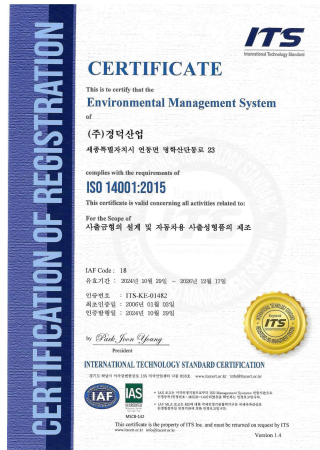 ITS
International Technology Standard
CERTIFICATION OF REGISTRATION
CERTIFICATE
This is to certify that the
Environmental Management System
of
(주)경덕산업
세종특별자치시 연동면 명학산단동로 23
complies with the requirements of
ISO 14001:2015
This certificate is valid concerning all activities related to:
For the Scope of
사출금형의 설계 및 자동차용 사출성형품의 제조
IAF Code : 18
유효기간 : 2024년 10월 29일 ~ 2026년 12월 17일
인증번호 : ITS-KE-01482
최초인증일 : 2006년 01월 03일
인증발행일 : 2024년 10월 29일
by Park Joon Young
President
ITS
INTERNATIONAL TECHNOLOGY STANDARD CERTIFICATION
IAF
IAS
MSCB-142
This certificate is the property of ITS Inc. and must be returned on request by ITS
Version 1.4